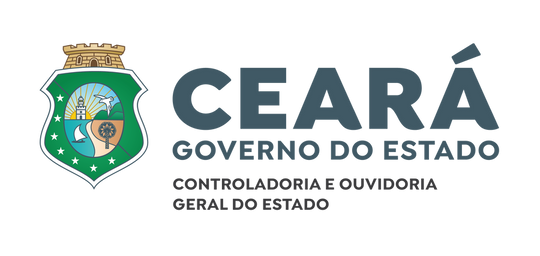 CEARÁ
GOVERNO DO ESTADO
CONTROLADORIA E OUVIDORIA
GERAL DO ESTADO